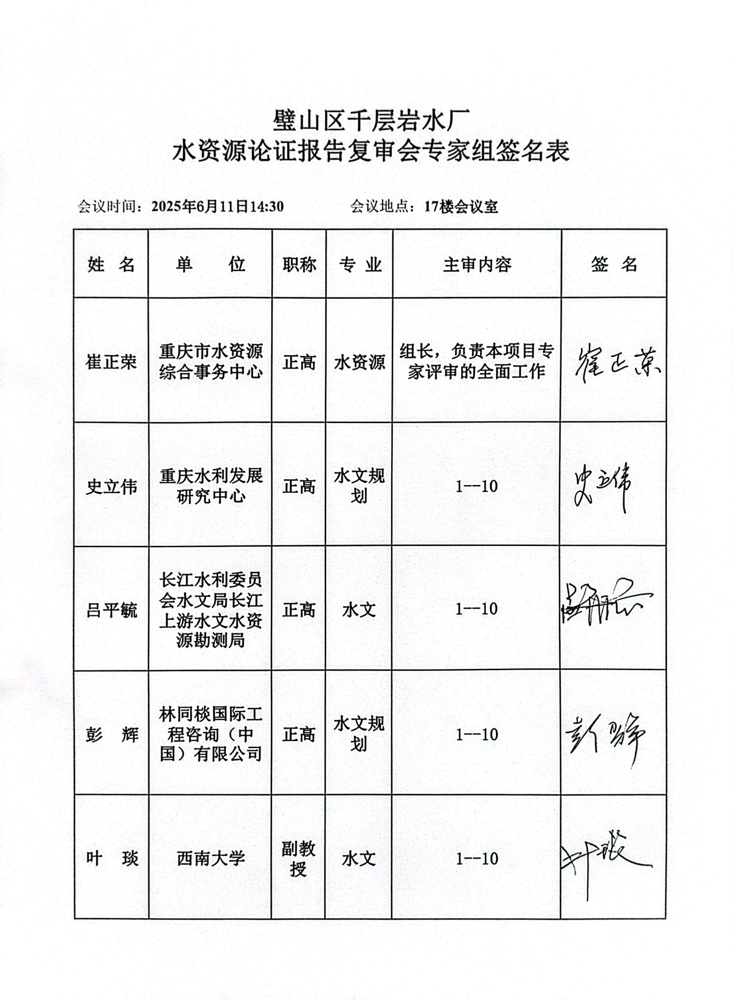 璧山区千层岩水厂
水资源论证报告复审会专家组签名表
会议时间：2025年6月11日14:30 会议地点：17楼会议室
姓 名 单 位 职称 专 业 主审内容 签 名
崔正荣
重庆市水资源
综合事务中心
正高
水资源
组长，负责本项目专
家评审的全面工作
崔正荣
史立伟
重庆水利发展
研究中心
正高
水文规
划
1--10
史立伟
吕平毓
长江水利委员
会水文局长江
上游水文水资
源勘测局
正高
水文
1--10
彭 辉
林同棪国际工
程咨询（中
国）有限公司
正高
水文规
划
1--10
彭辉
叶 琰
西南大学
副教
授
水文
1--10
叶琰